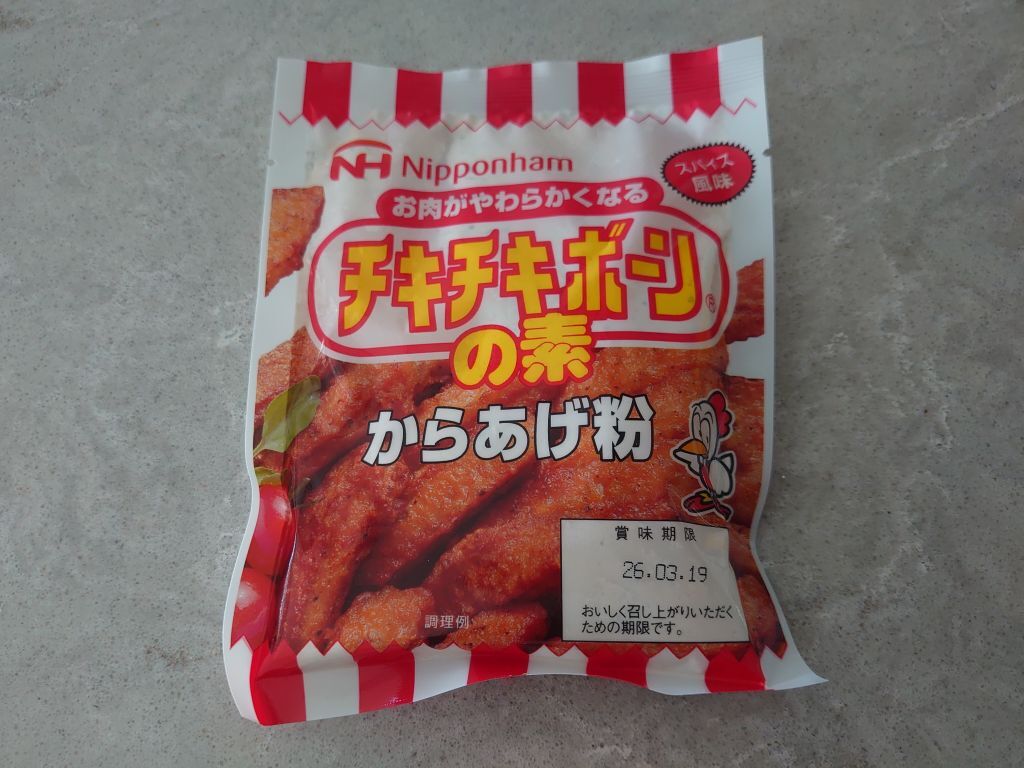 NH Nipponham
スパイス
風味
お肉がやわらかくなる
チキチキボーン®
の素
からあげ粉
賞味期限
26.03.19
おいしく召し上がりいただく
ための期限です。
調理例